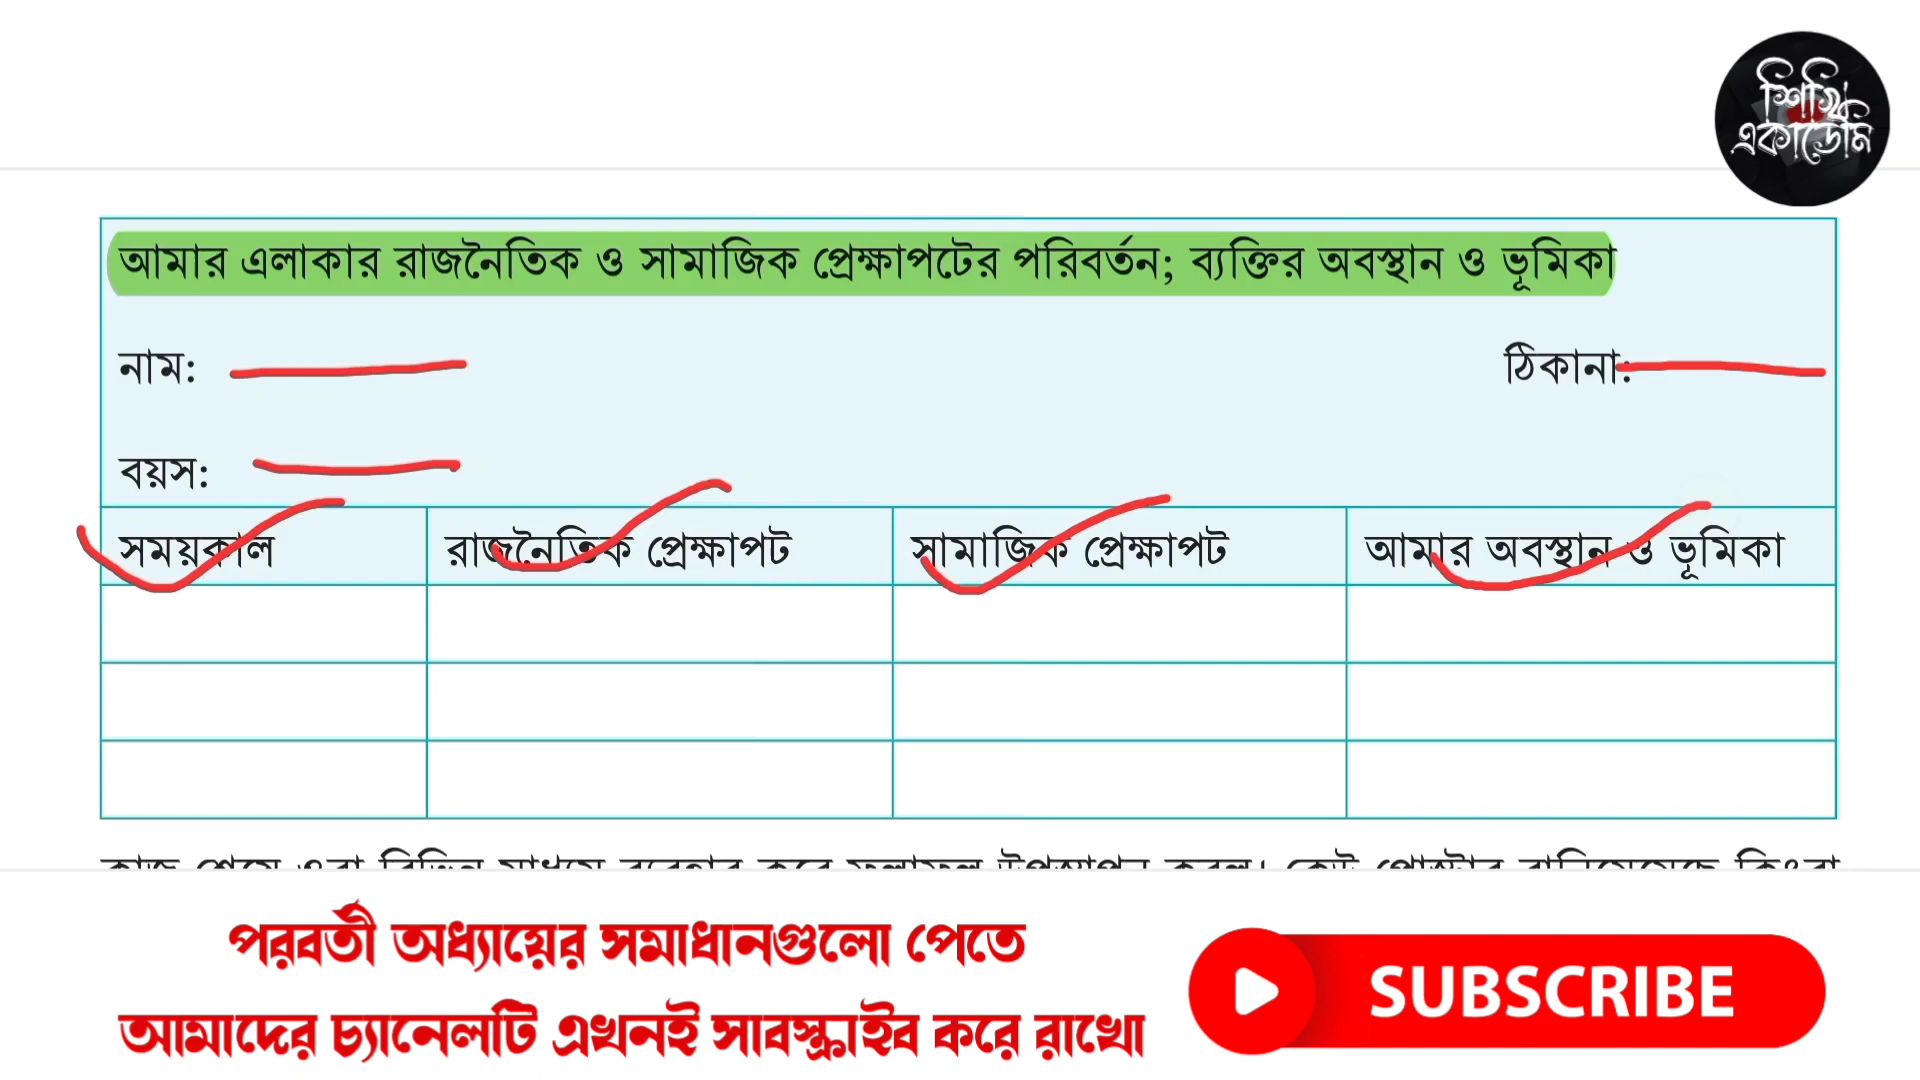 শিখি
একাডেমি
আমার এলাকার রাজনৈতিক ও সামাজিক প্রেক্ষাপটের পরিবর্তন; ব্যক্তির অবস্থান ও ভূমিকা
নাম: ঠিকানা:
বয়স:
সময়কাল রাজনৈতিক প্রেক্ষাপট সামাজিক প্রেক্ষাপট আমার অবস্থান ও ভূমিকা
পরবর্তী অধ্যায়ের সমাধানগুলো পেতে
আমাদের চ্যানেলটি এখনই সাবস্ক্রাইব করে রাখো
SUBSCRIBE